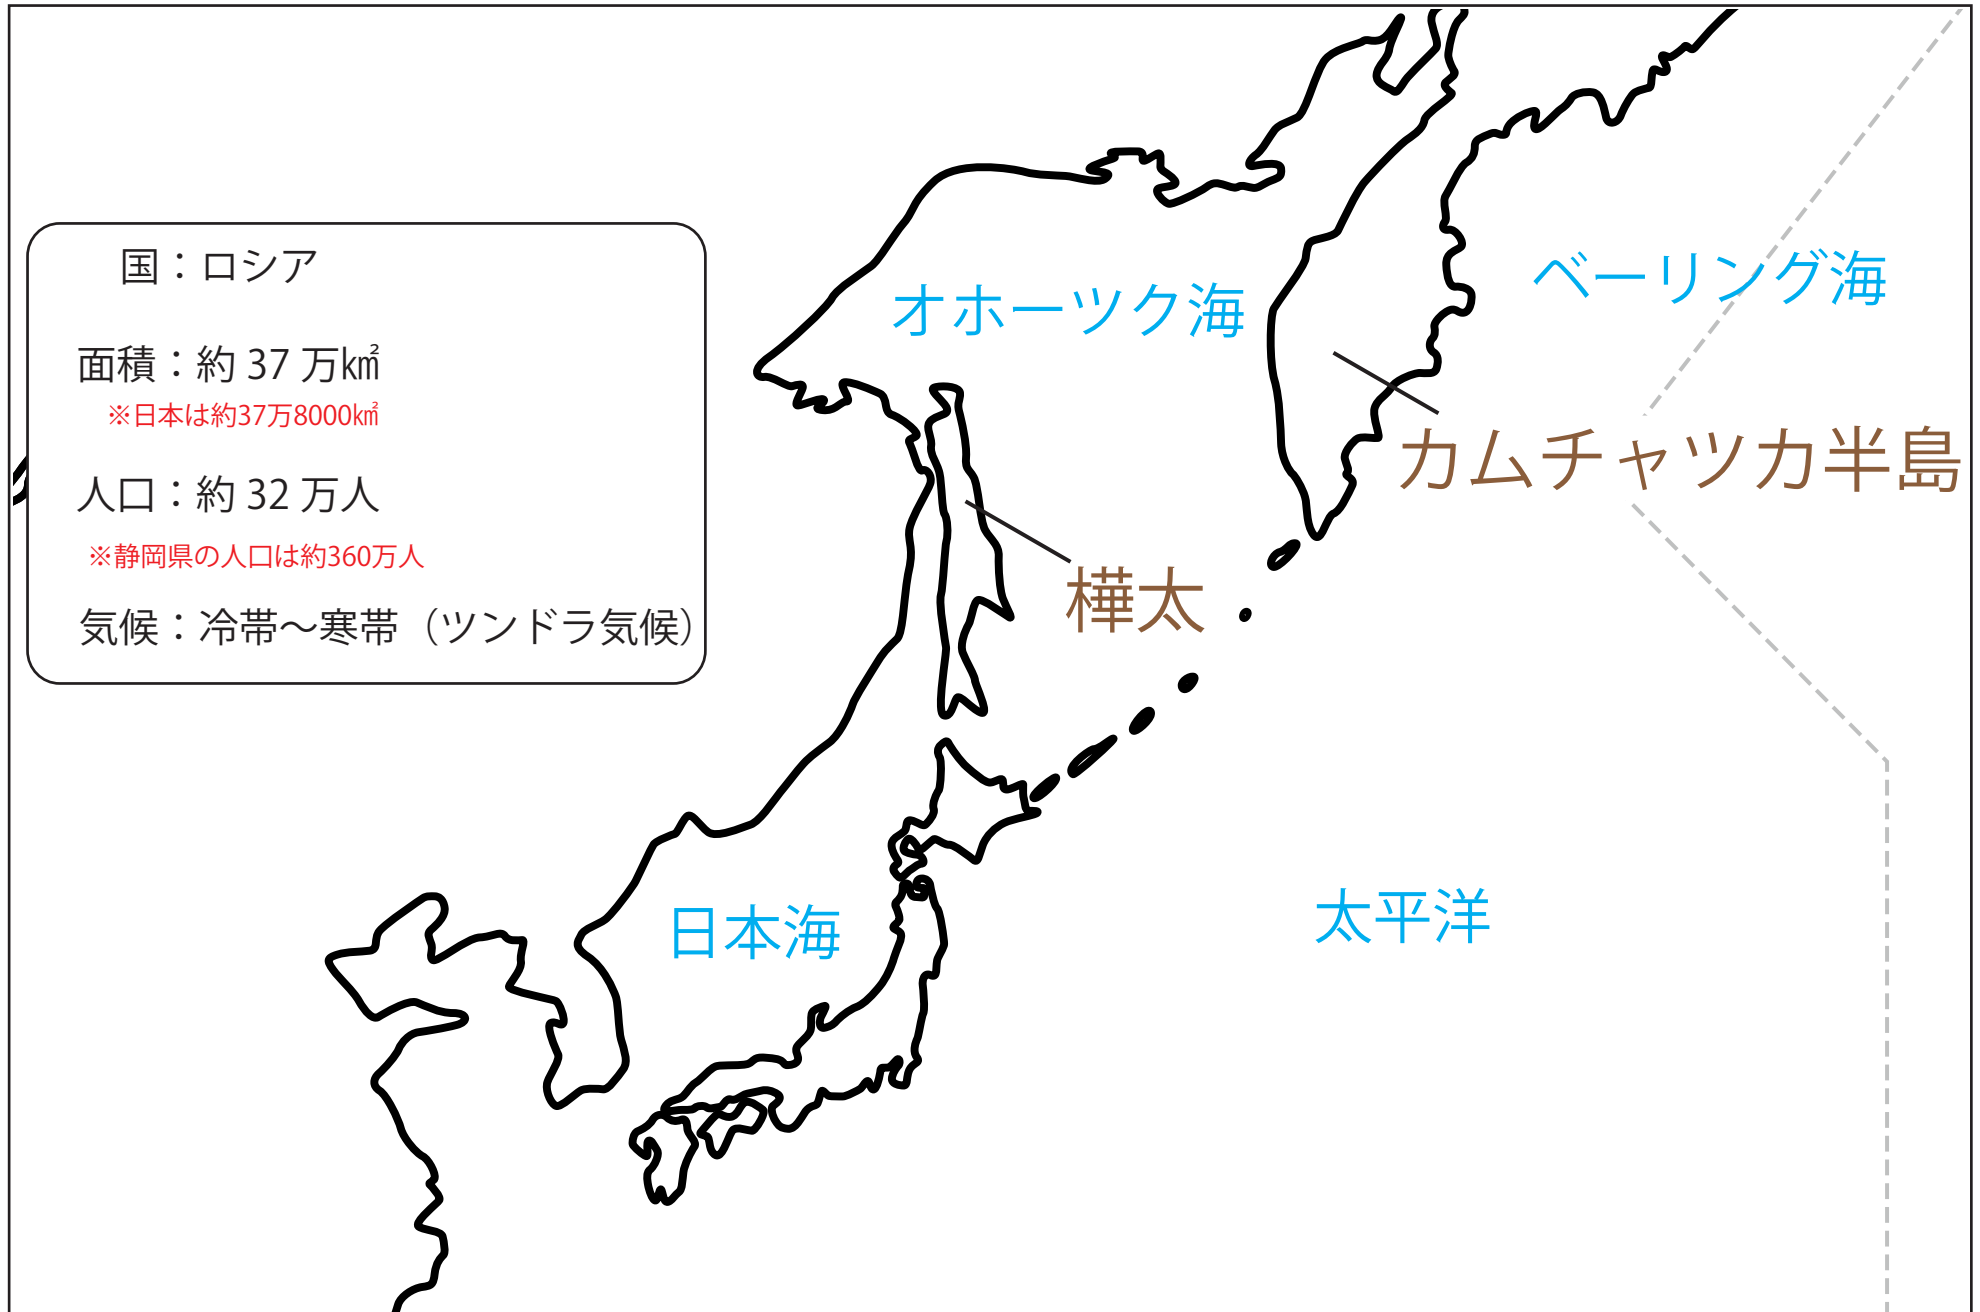 国：ロシア
面積：約 37 万㎢
※日本は約37万8000㎢
人口：約 32 万人
※静岡県の人口は約360万人
気候：冷帯～寒帯（ツンドラ気候）
オホーツク海
ベーリング海
カムチャツカ半島
樺太
日本海
太平洋